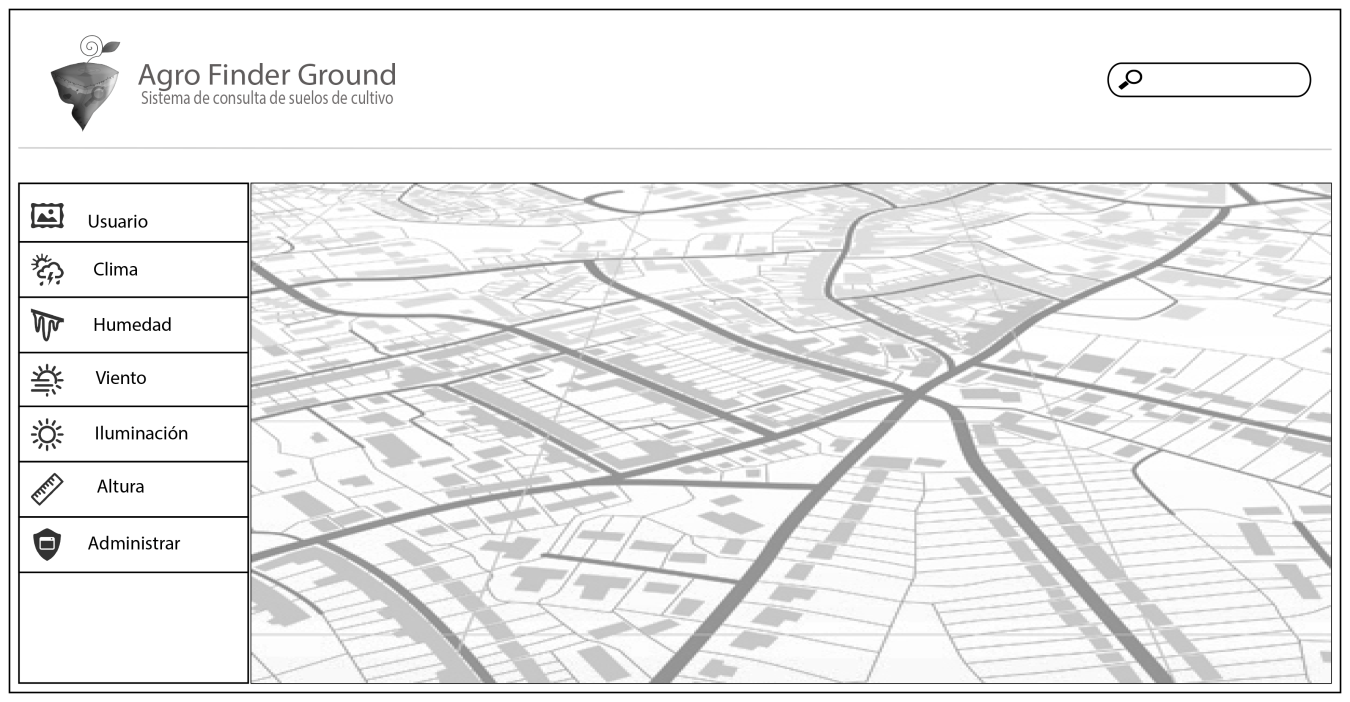 Agro Finder Ground
Sistema de consulta de suelos de cultivo
Usuario
Clima
Humedad
Viento
Iluminación
Altura
Administrar